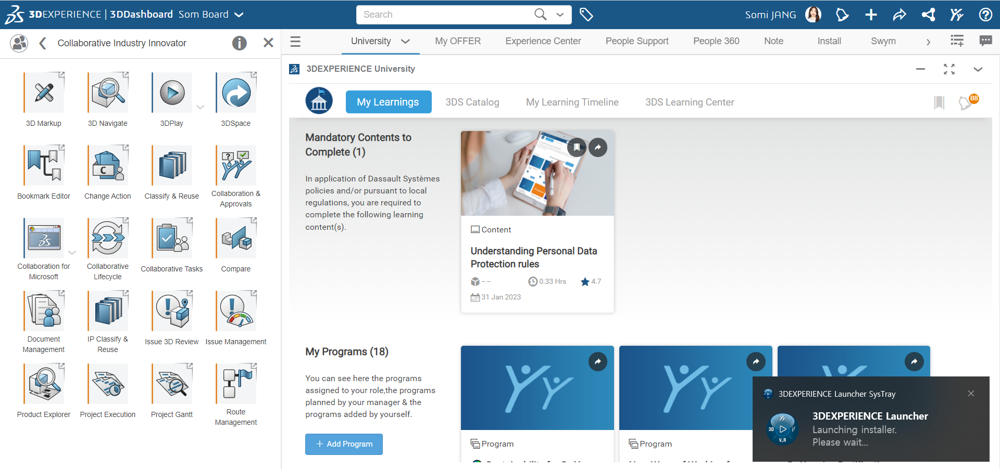 3DEXPERIENCE | 3DDashboard Som Board
Search
Somi JANG
Collaborative Industry Innovator
University
My OFFER
Experience Center
People Support
People 360
Note
Install
Swym
3D Markup
3D Navigate
3DPlay
3DSpace
Bookmark Editor
Change Action
Classify & Reuse
Collaboration &
Approvals
Collaboration for
Microsoft
Collaborative
Lifecycle
Collaborative Tasks
Compare
Document
Management
IP Classify &
Reuse
Issue 3D Review
Issue Management
Product Explorer
Project Execution
Project Gantt
Route
Management
3DEXPERIENCE University
My Learnings
3DS Catalog
My Learning Timeline
3DS Learning Center
88
Mandatory Contents to
Complete (1)
In application of Dassault Systèmes
policies and/or pursuant to local
regulations, you are required to
complete the following learning
content(s).
Content
Understanding Personal Data
Protection rules
--
0.33 Hrs
4.7
31 Jan 2023
My Programs (18)
You can see here the programs
assigned to your role,the programs
planned by your manager & the
programs added by yourself.
+ Add Program
Program
Program
3DEXPERIENCE Launcher SysTray
3DEXPERIENCE Launcher
Launching installer.
Please wait...
3D
V.R